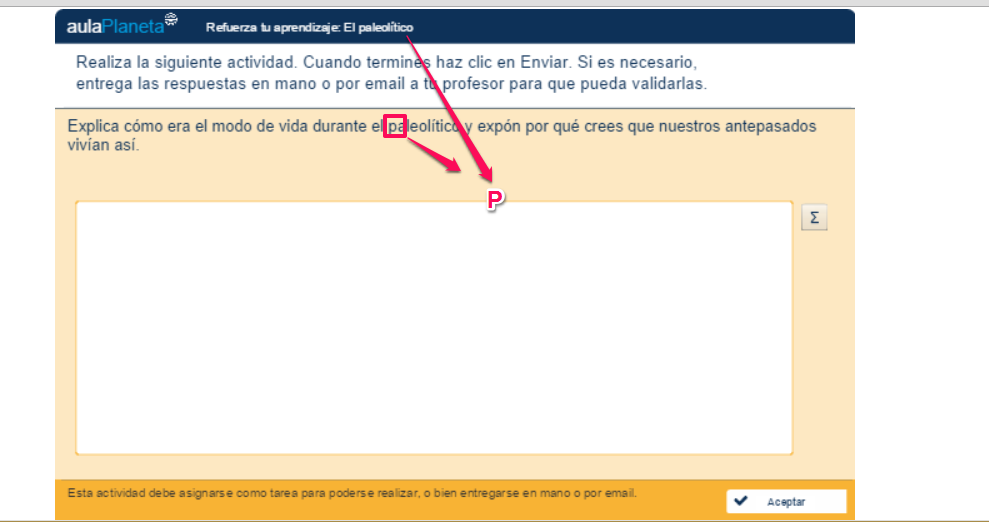 aulaPlaneta Refuerza tu aprendizaje: El paleolítico
Realiza la siguiente actividad. Cuando termines haz clic en Enviar. Si es necesario,
entrega las respuestas en mano o por email a tu profesor para que pueda validarlas.
Explica cómo era el modo de vida durante el paleolítico y expón por qué crees que nuestros antepasados
vivían así.
P
Σ
Esta actividad debe asignarse como tarea para poderse realizar, o bien entregarse en mano o por email.
Aceptar